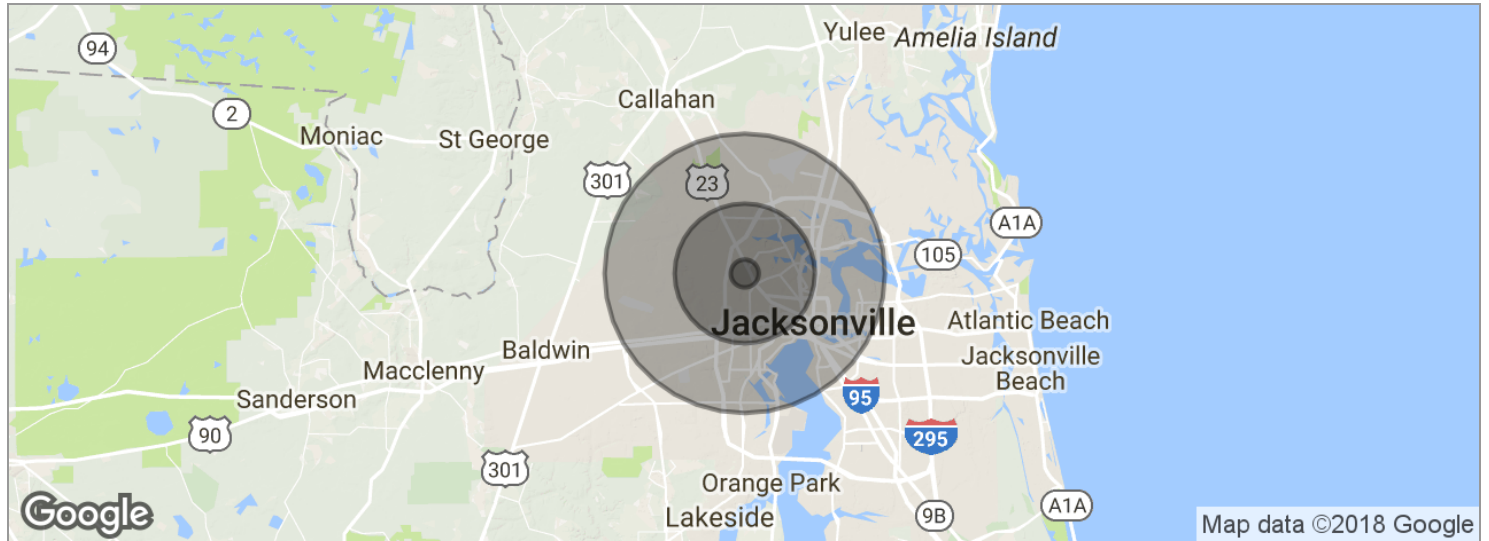 Yulee
Amelia Island
94
Callahan
2
Moniac
St George
301
23
A1A
105
Jacksonville
Atlantic Beach
Baldwin
Jacksonville
Beach
Macclenny
Sanderson
95
90
295
301
Orange Park
Lakeside
9B
A1A
Google
Map data ©2018 Google